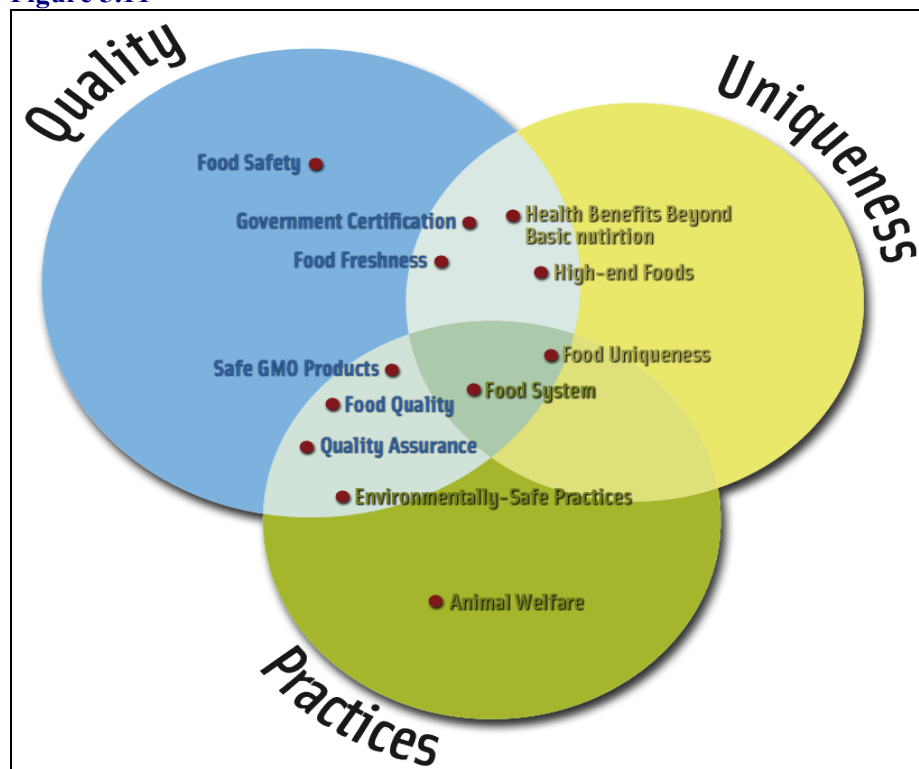 Quality
Uniqueness
Food Safety
Government Certification
Health Benefits Beyond
Basic nutirtion
Food Freshness
High-end Foods
Food Uniqueness
Safe GMO Products
Food System
Food Quality
Quality Assurance
Environmentally-Safe Practices
Animal Welfare
Practices